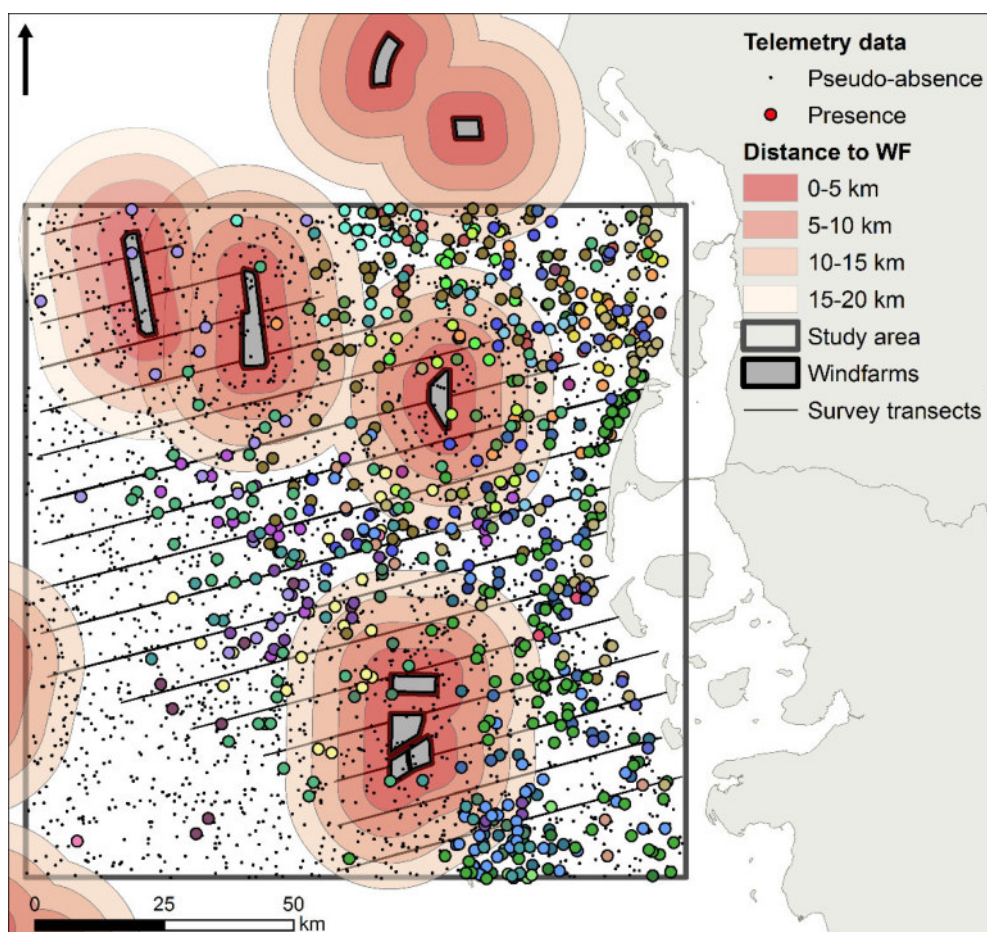 Telemetry data
Pseudo-absence
Presence
Distance to WF
0-5 km
5-10 km
10-15 km
15-20 km
Study area
Windfarms
Survey transects
0 25 50
km